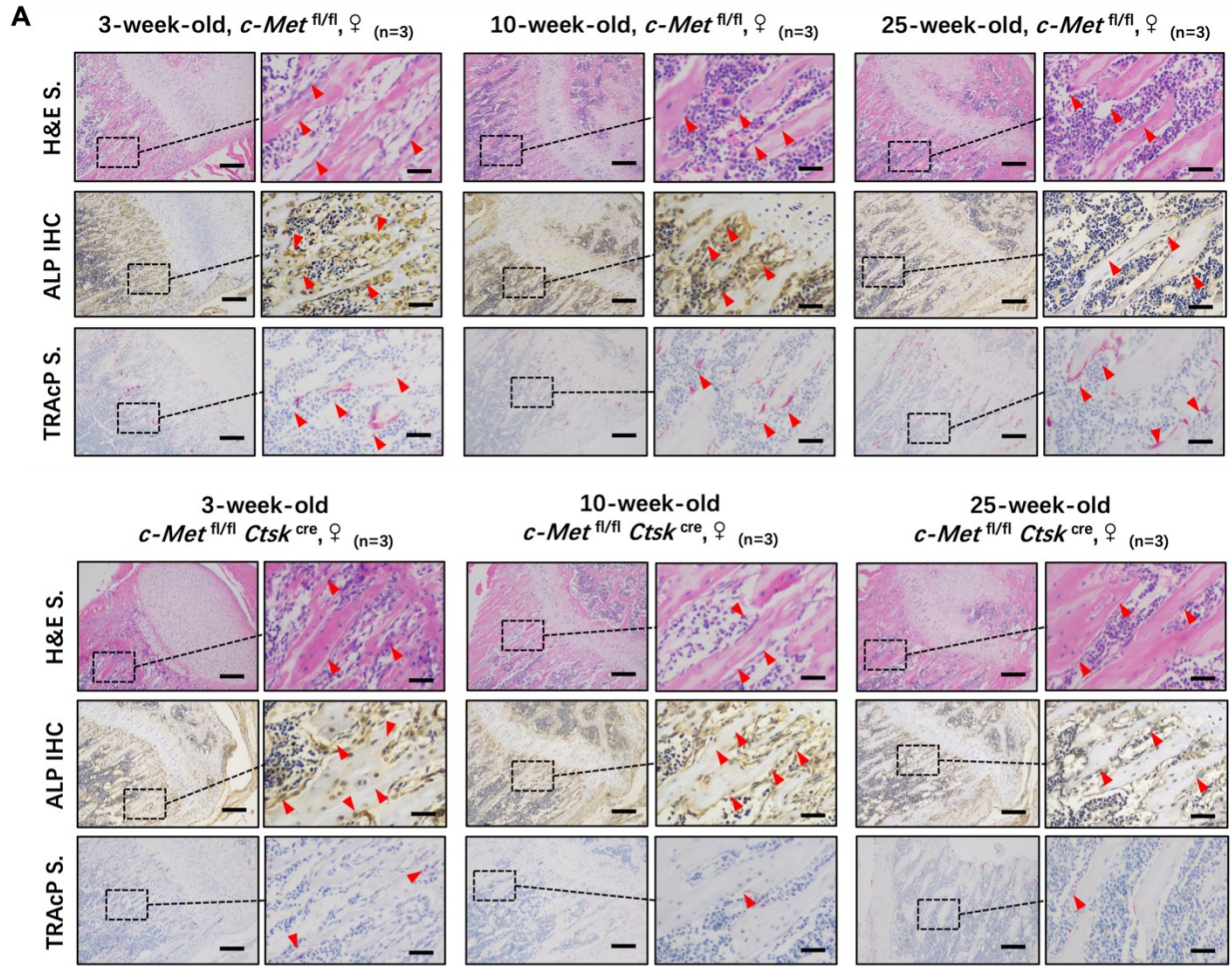 A
3-week-old, c-Met fl/fl, ♀ (n=3)
10-week-old, c-Met fl/fl, ♀ (n=3)
25-week-old, c-Met fl/fl, ♀ (n=3)
H&E S.
ALP IHC
TRAcP S.
3-week-old
c-Met fl/fl Ctsk cre, ♀ (n=3)
10-week-old
c-Met fl/fl Ctsk cre, ♀ (n=3)
25-week-old
c-Met fl/fl Ctsk cre, ♀ (n=3)
H&E S.
ALP IHC
TRAcP S.